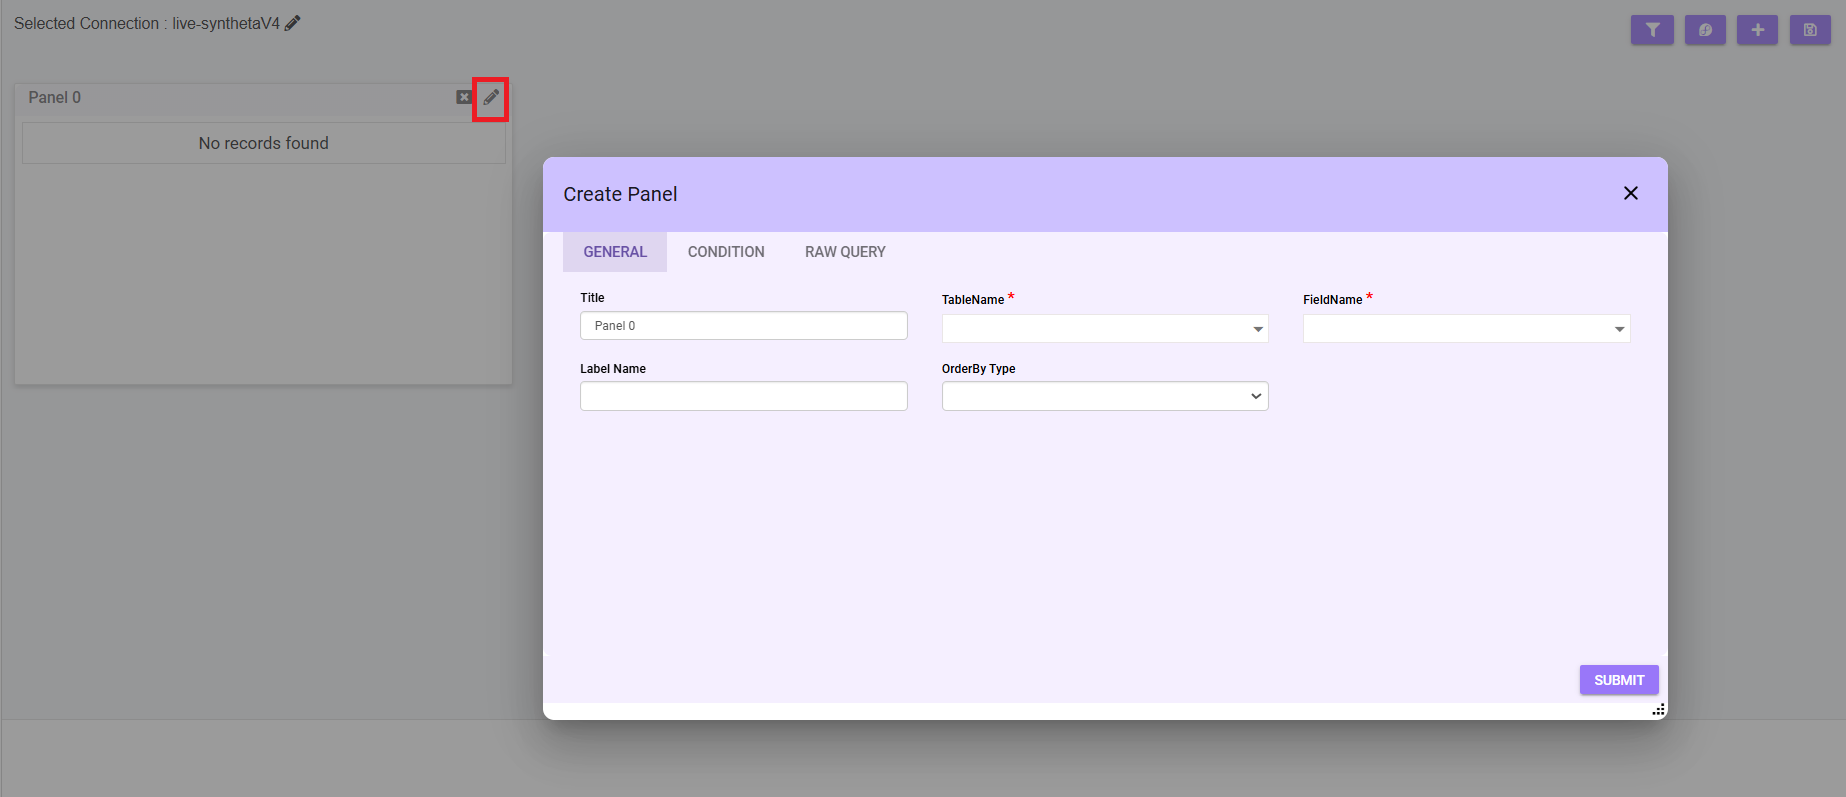 Selected Connection : live-synthetaV4
Panel 0
No records found
Create Panel
GENERAL CONDITION RAW QUERY
Title TableName * FieldName *
Panel 0
Label Name OrderBy Type
SUBMIT